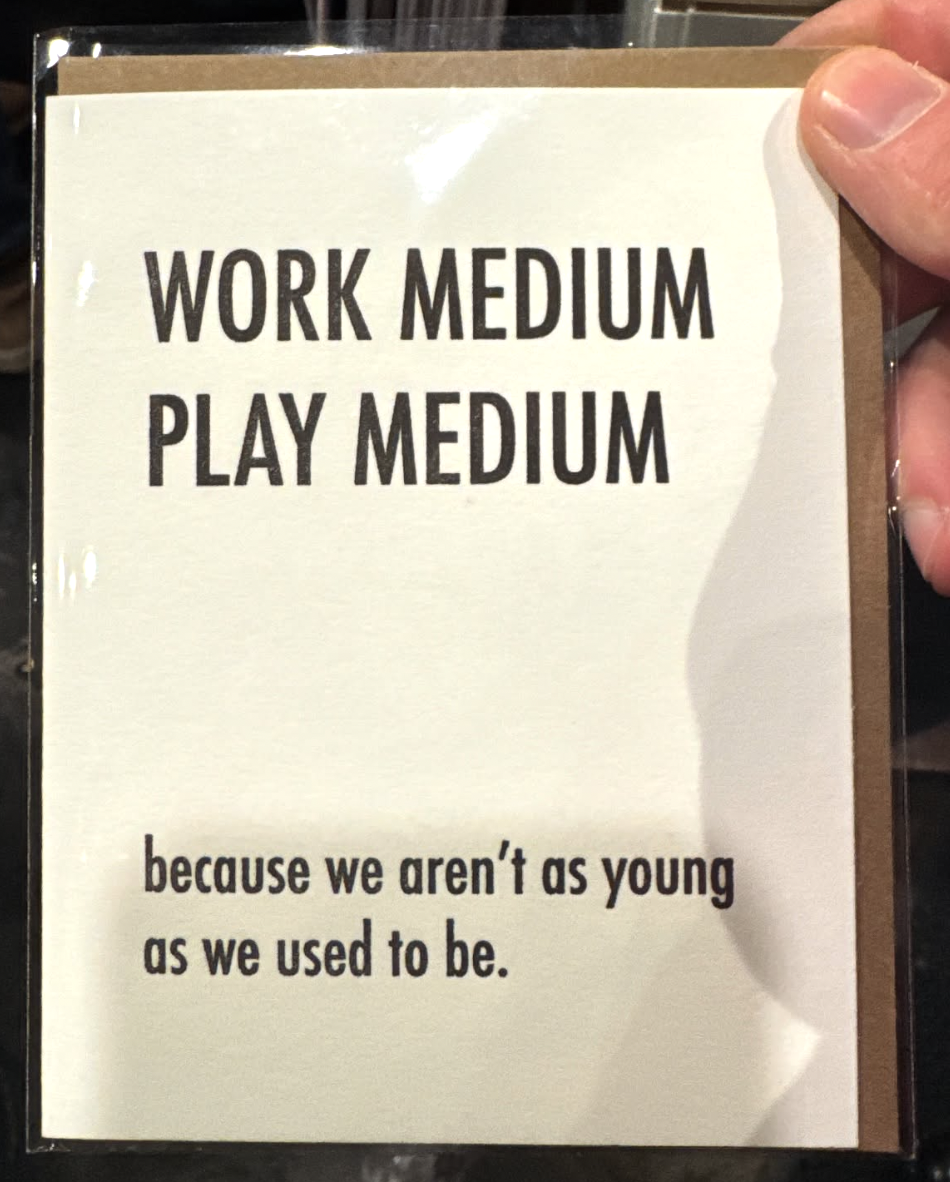 WORK MEDIUM
PLAY MEDIUM
because we aren't as young
as we used to be.